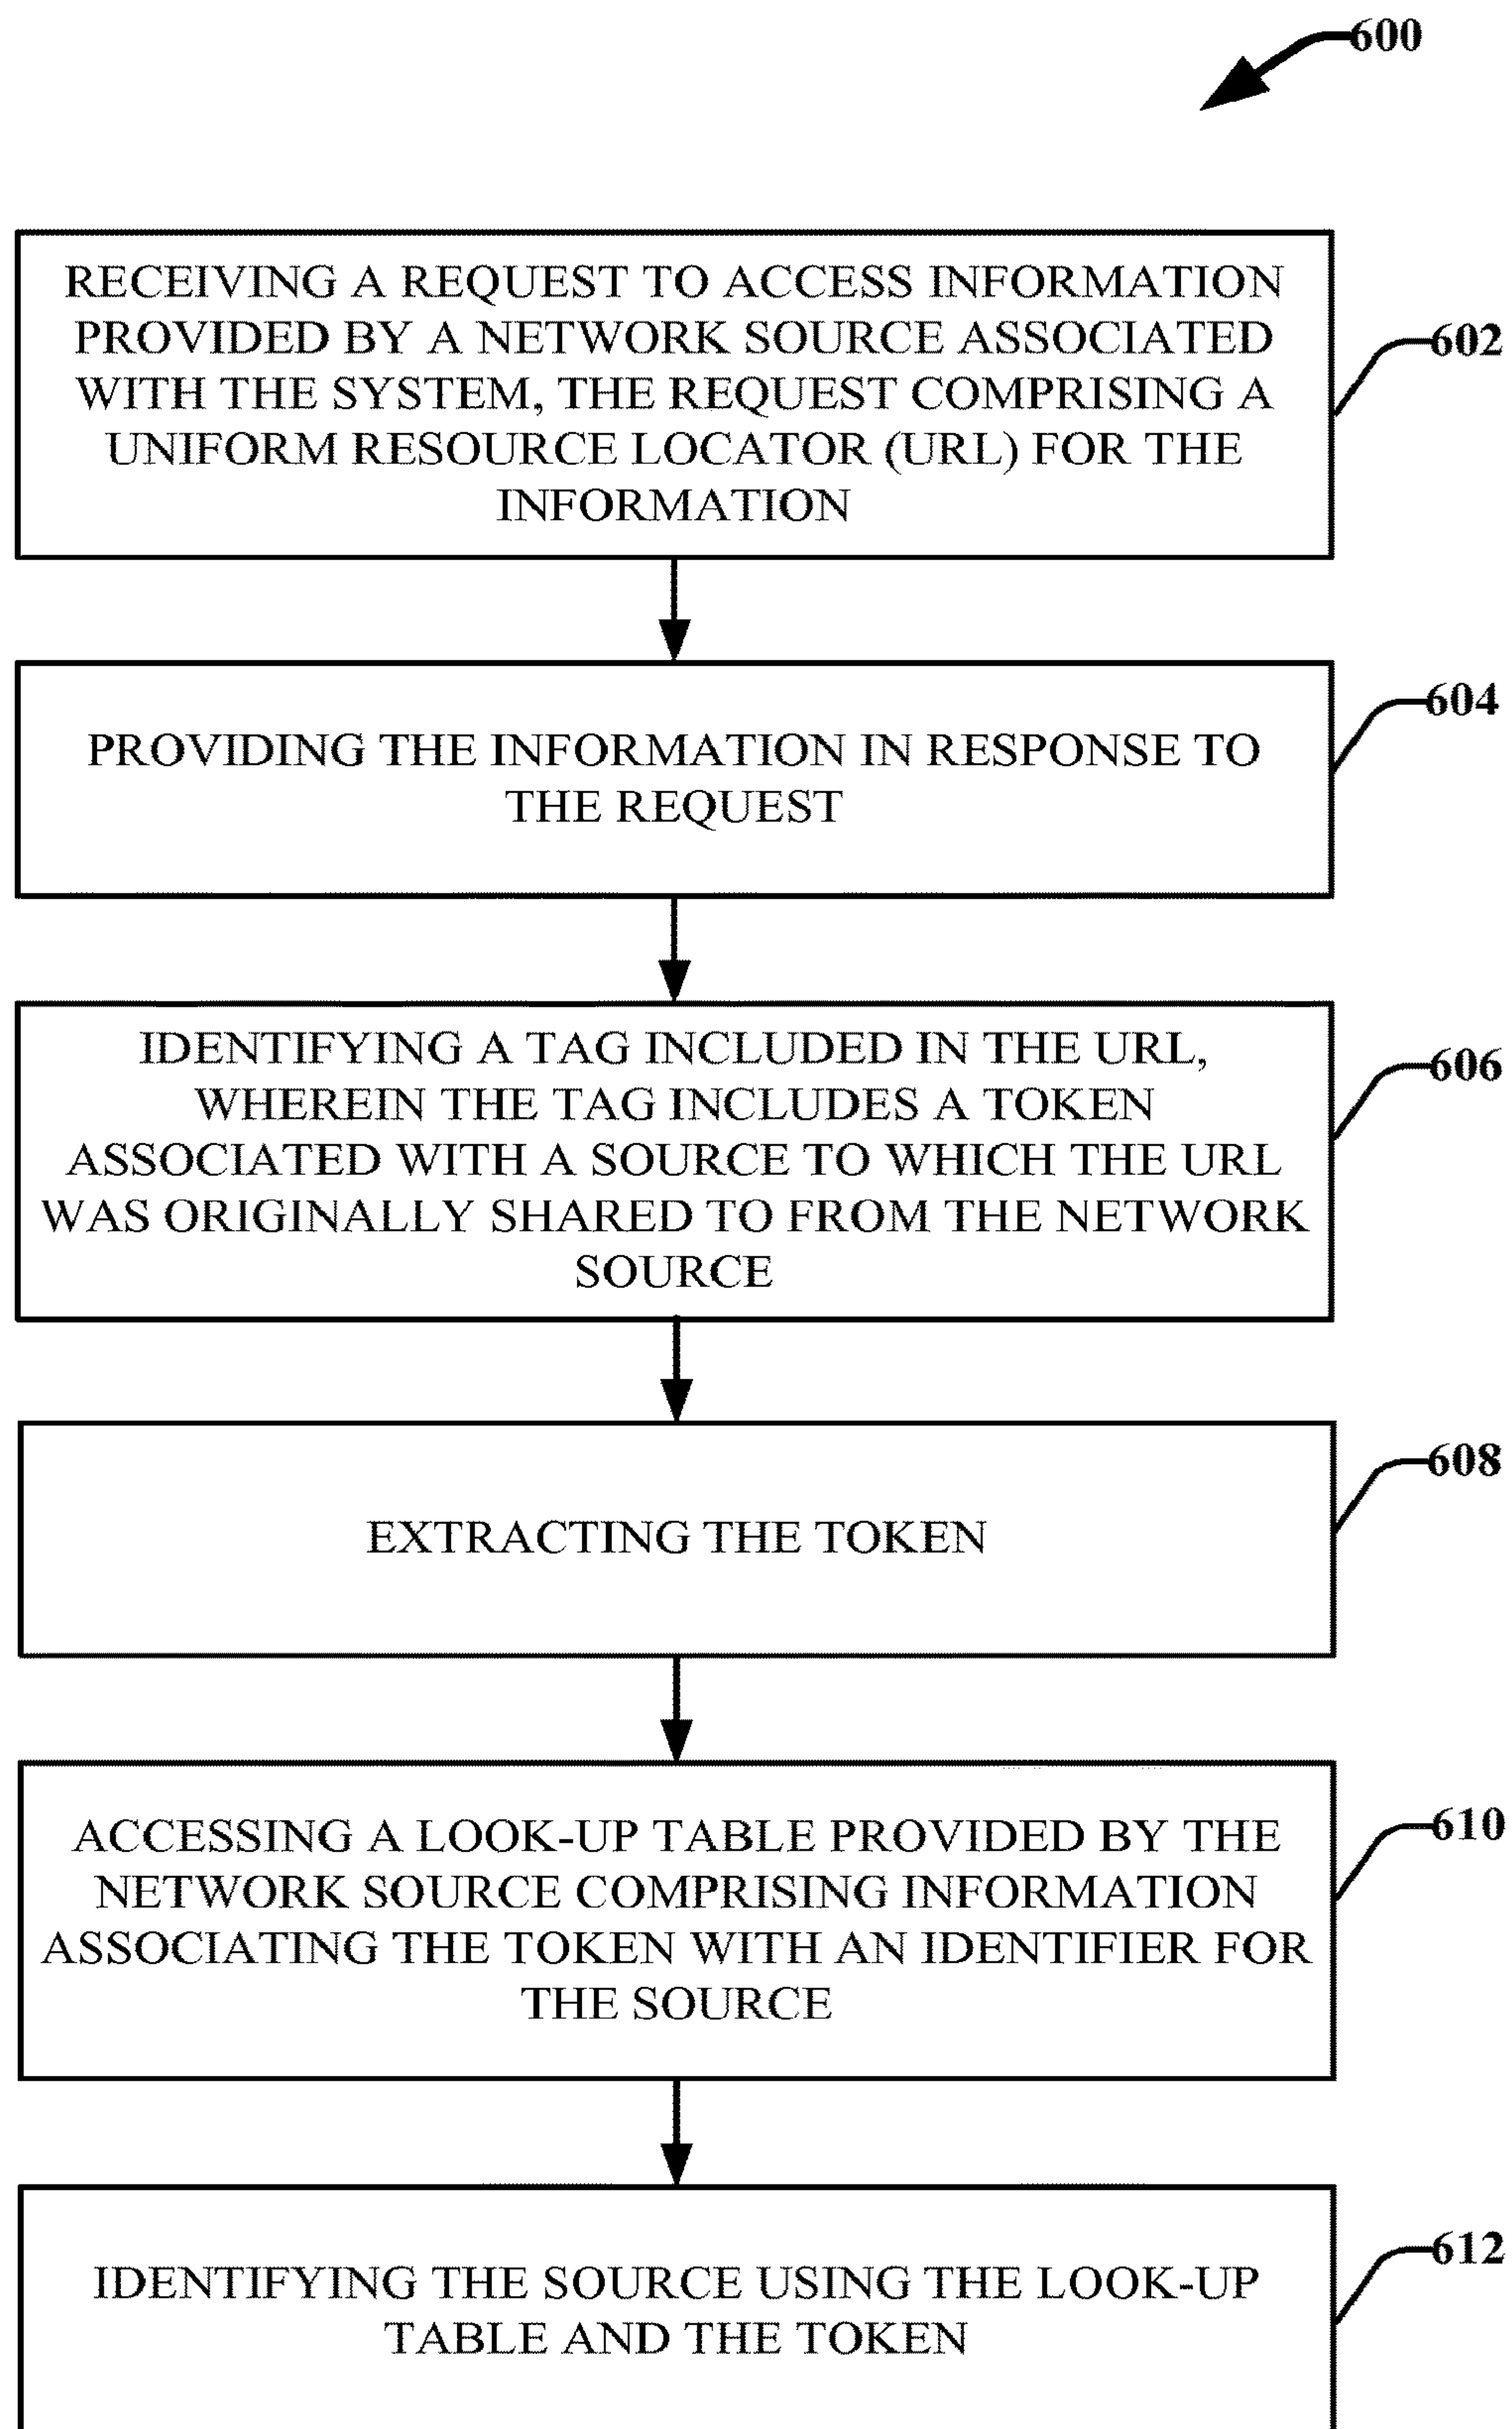 600
RECEIVING A REQUEST TO ACCESS INFORMATION
PROVIDED BY A NETWORK SOURCE ASSOCIATED
WITH THE SYSTEM, THE REQUEST COMPRISING A
UNIFORM RESOURCE LOCATOR (URL) FOR THE
INFORMATION
602
PROVIDING THE INFORMATION IN RESPONSE TO
THE REQUEST
604
IDENTIFYING A TAG INCLUDED IN THE URL,
WHEREIN THE TAG INCLUDES A TOKEN
ASSOCIATED WITH A SOURCE TO WHICH THE URL
WAS ORIGINALLY SHARED TO FROM THE NETWORK
SOURCE
606
EXTRACTING THE TOKEN
608
ACCESSING A LOOK-UP TABLE PROVIDED BY THE
NETWORK SOURCE COMPRISING INFORMATION
ASSOCIATING THE TOKEN WITH AN IDENTIFIER FOR
THE SOURCE
610
IDENTIFYING THE SOURCE USING THE LOOK-UP
TABLE AND THE TOKEN
612